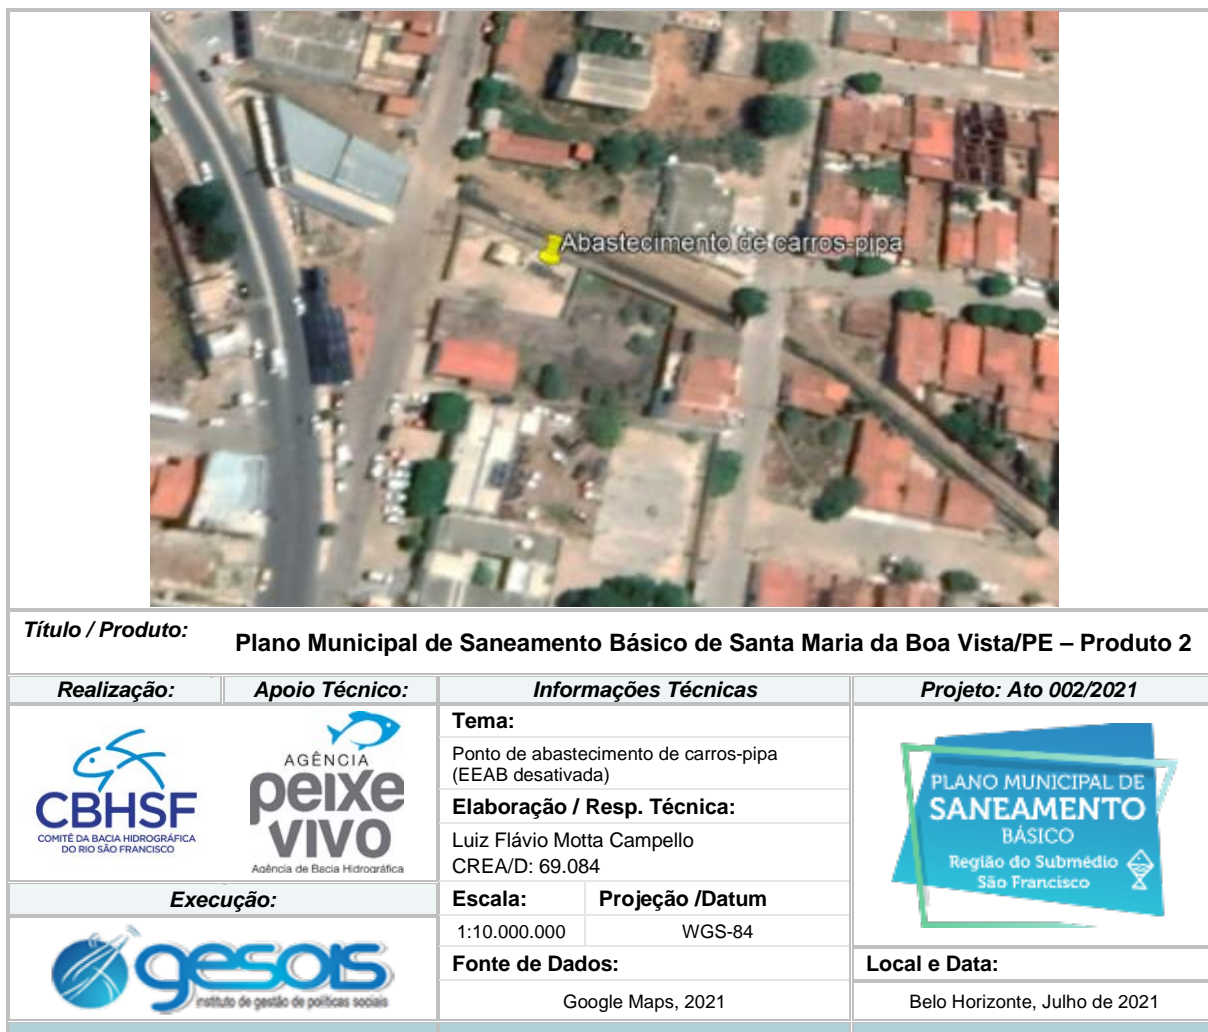 Abastecimento de carros-pipa
Título / Produto:
Plano Municipal de Saneamento Básico de Santa Maria da Boa Vista/PE – Produto 2
Realização:
Apoio Técnico:
Informações Técnicas
Projeto: Ato 002/2021
CBHSF
COMITÊ DA BACIA HIDROGRÁFICA
DO RIO SÃO FRANCISCO
AGÊNCIA
peixe
vivo
Agência de Bacia Hidrográfica
Tema:
Ponto de abastecimento de carros-pipa
(EEAB desativada)
Elaboração / Resp. Técnica:
Luiz Flávio Motta Campello
CREA/D: 69.084
PLANO MUNICIPAL DE
SANEAMENTO
BÁSICO
Região do Submédio
São Francisco
Execução:
Escala:
Projeção /Datum
1:10.000.000
WGS-84
gesois
instituto de gestão de políticas sociais
Fonte de Dados:
Google Maps, 2021
Local e Data:
Belo Horizonte, Julho de 2021